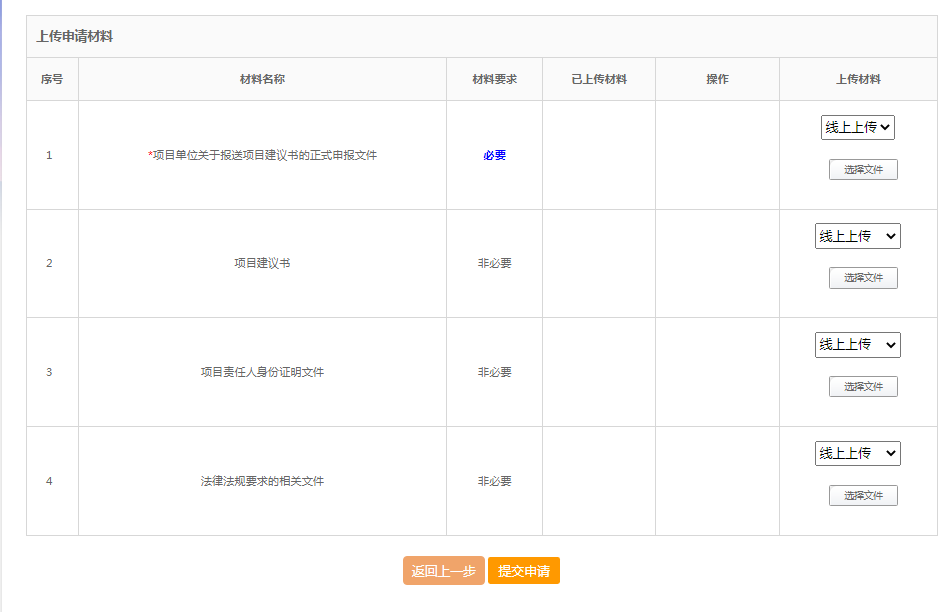 上传申请材料
序号 材料名称 材料要求 已上传材料 操作 上传材料
线上上传
1 *项目单位关于报送项目建议书的正式申报文件 必要
选择文件
线上上传
2 项目建议书 非必要
选择文件
线上上传
3 项目责任人身份证明文件 非必要
选择文件
线上上传
4 法律法规要求的相关文件 非必要
选择文件
返回上一步 提交申请